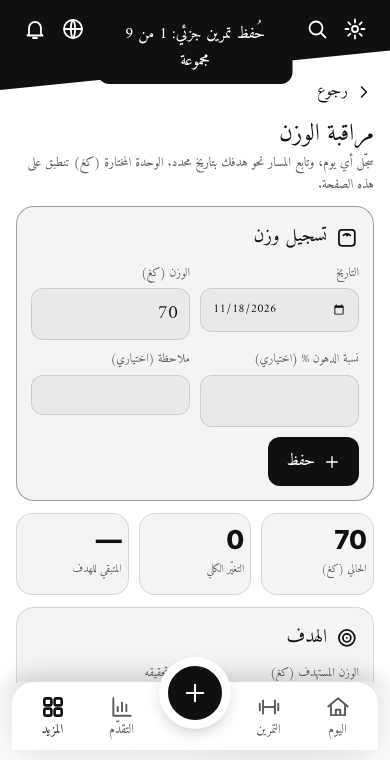 حُفظ تمرين جزئي: 1 من 9
مجموعة
رجوع
مراقبة الوزن
سجّل أي يوم، وتابع المسار نحو هدفك بتاريخ محدد. الوحدة المختارة (كغ) تنطبق على
هذه الصفحة.
تسجيل وزن
التاريخ
الوزن (كغ)
11/18/2026
70
نسبة الدهون % (اختياري)
ملاحظة (اختياري)
حفظ
70
0
—
الحالي (كغ)
التغيّر الكلي
المتبقي للهدف
الهدف
الوزن المستهدف (كغ)
تحقيقه
اليوم
التمرين
التقدّم
المزيد